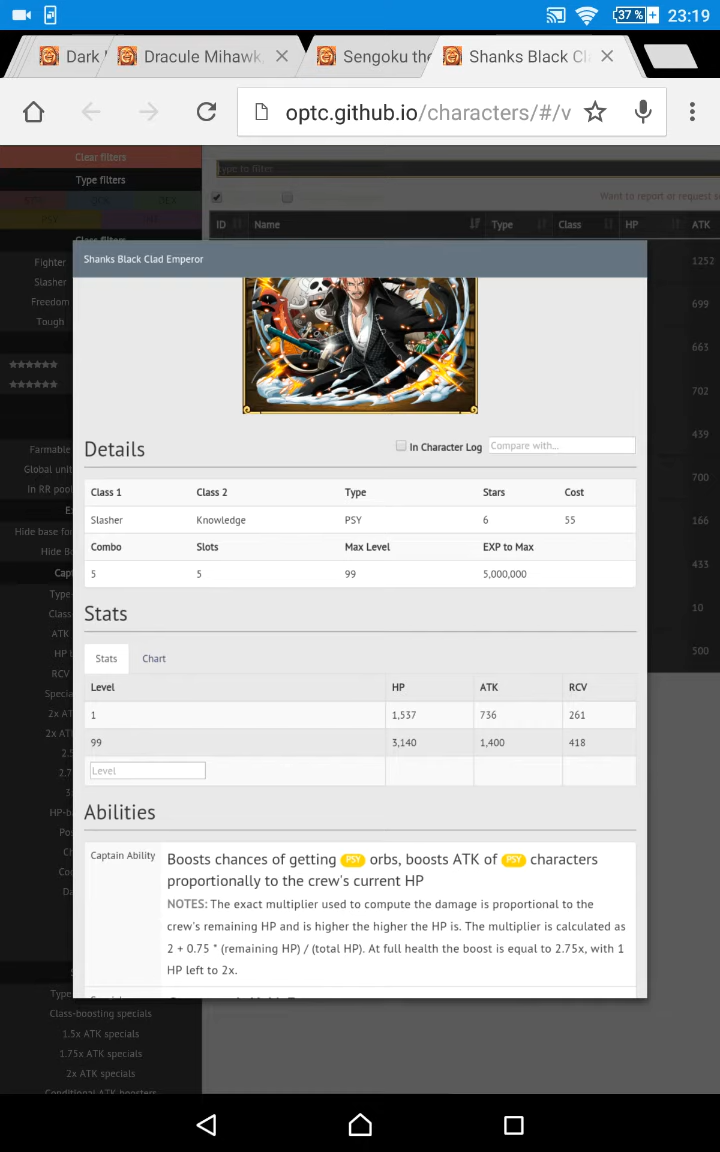 37 % 23:19
Dark
Dracule Mihawk,
Sengoku the
Shanks Black Cl
optc.github.io/characters/#/v
Clear filters
Type filters
type to filter
Want to report or request s
ID Name Type Class HP ATK
Class filters
Fighter
Slasher
Freedom
Tough
Farmable
Global unit
In RR poo
Hide base for
Hide B
Capt
Type
Class
ATK
HP
RCV
Specia
2x AT
2x AT
2.
2.7
3
HP-b
Po
C
Co
Da
Type
Class-boosting specials
1.5x ATK specials
1.75x ATK specials
2x ATK specials
Conditional ATK boosters
1252
699
663
702
439
700
166
433
10
500
Shanks Black Clad Emperor
Details
In Character Log Compare with...
Class 1 Class 2 Type Stars Cost
Slasher Knowledge PSY 6 55
Combo Slots Max Level EXP to Max
5 5 99 5,000,000
Stats
Stats Chart
Level HP ATK RCV
1 1,537 736 261
99 3,140 1,400 418
Level
Abilities
Captain Ability
Boosts chances of getting PSY orbs, boosts ATK of PSY characters
proportionally to the crew's current HP
NOTES: The exact multiplier used to compute the damage is proportional to the
crew's remaining HP and is higher the higher the HP is. The multiplier is calculated as
2 + 0.75 * (remaining HP) / (total HP). At full health the boost is equal to 2.75x, with 1
HP left to 2x.